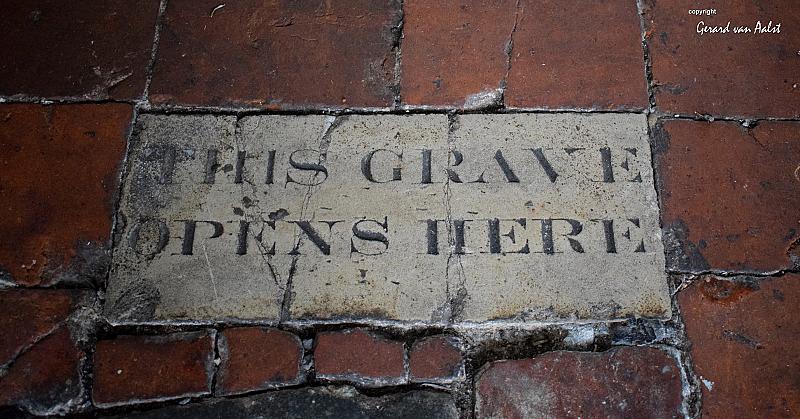 copyright
Gerard van Aalst
THIS GRAVE
OPENS HERE